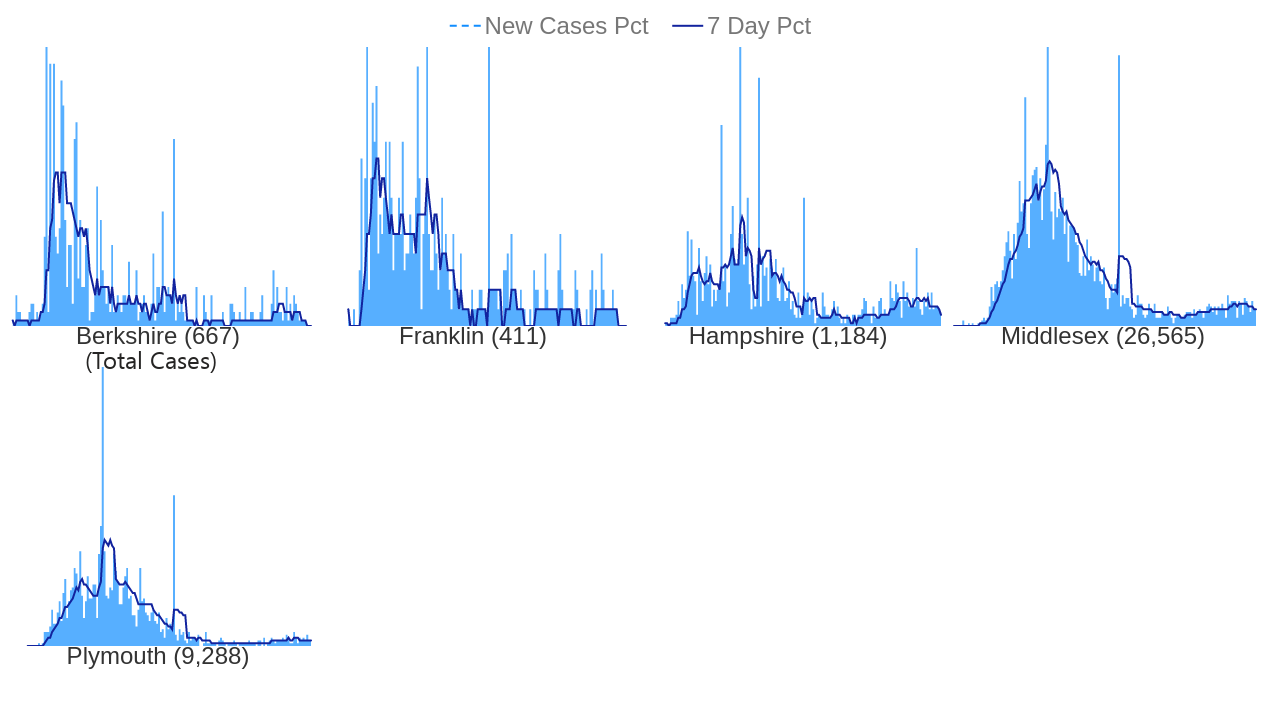 New Cases Pct 7 Day Pct
Berkshire (667) Franklin (411) Hampshire (1,184) Middlesex (26,565)
(Total Cases)
Plymouth (9,288)